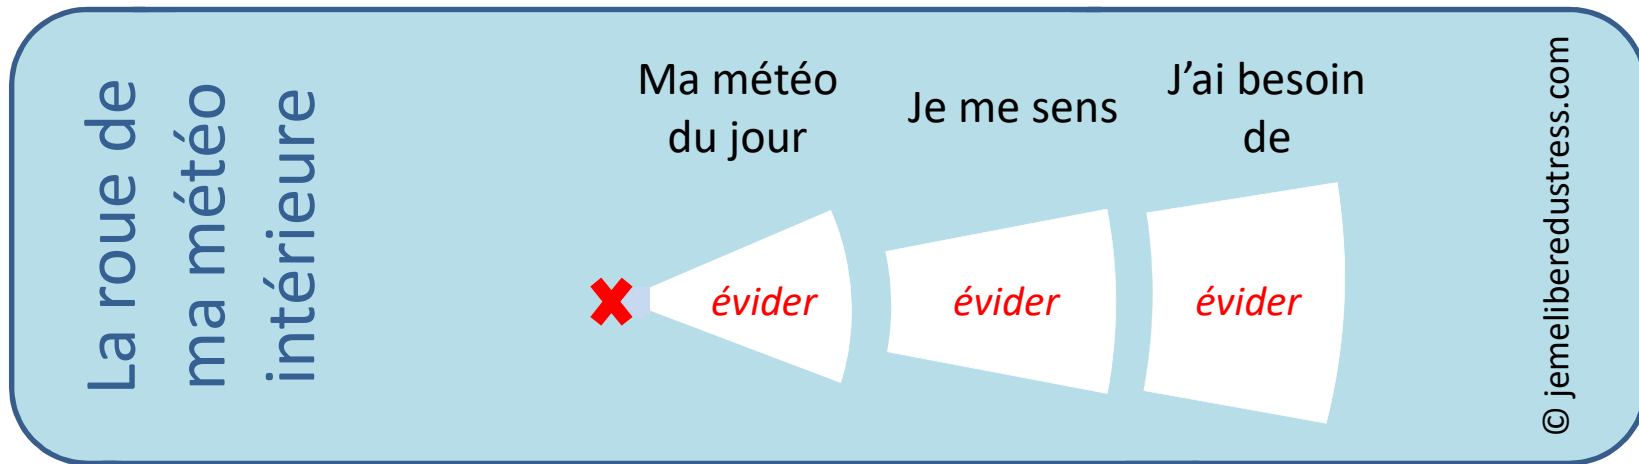 La roue de
ma météo
intérieure
Ma météo
du jour
Je me sens
J'ai besoin
de
évider
évider
évider
© jemeliberedustress.com